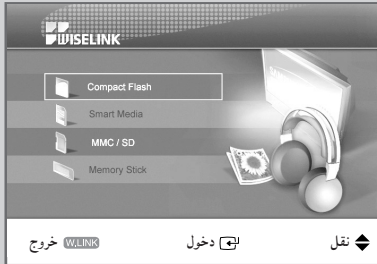 WISELINK
Compact Flash
Smart Media
MMC / SD
Memory Stick
نقل دخول خروج W.LINK